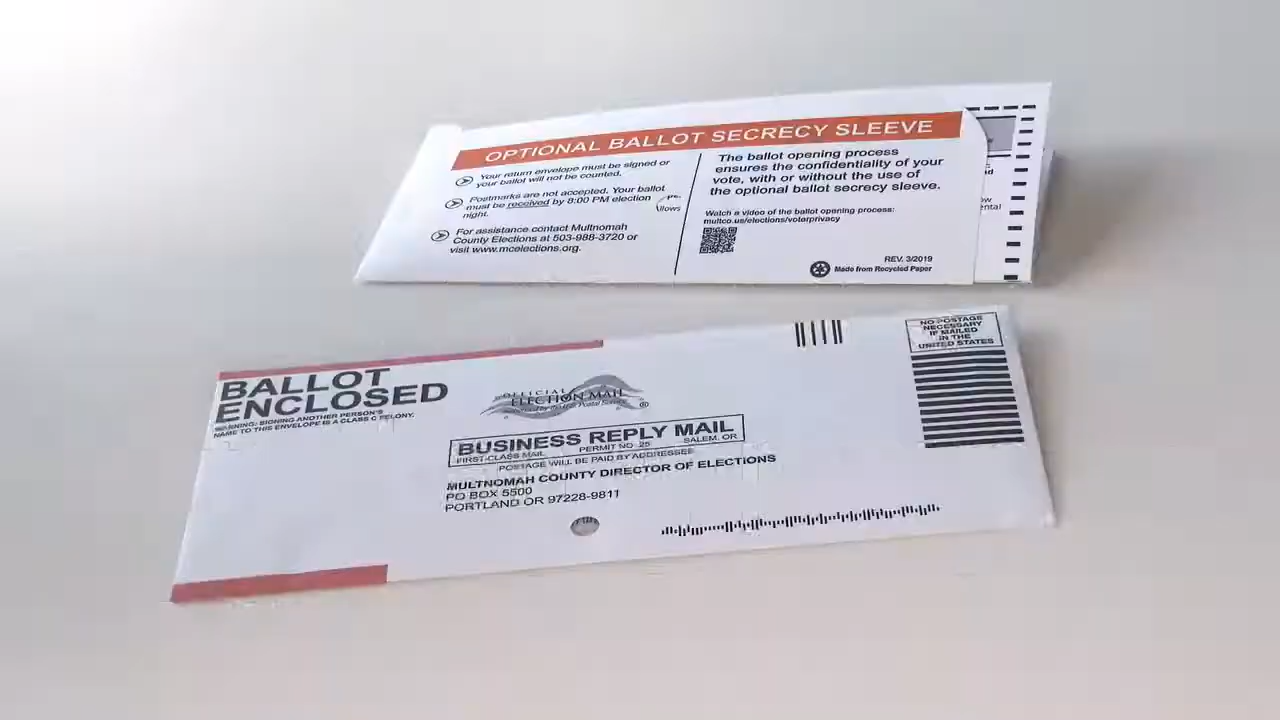 OPTIONAL BALLOT SECRECY SLEEVE
Your return envelope must be signed or
your ballot will not be counted.
Postmarks are not accepted. Your ballot
must be received by 8:00 PM election
night.
For assistance contact Multnomah
County Elections at 503-988-3720 or
visit www.mcelections.org.
The ballot opening process
ensures the confidentiality of your
vote, with or without the use of
the optional ballot secrecy sleeve.
Watch a video of the ballot opening process:
multco.us/elections/voterprivacy
REV. 3/2019
Made from Recycled Paper
BALLOT
ENCLOSED
WARNING: SIGNING ANOTHER PERSON'S
NAME TO THIS ENVELOPE IS A CLASS C FELONY.
OFFICIAL
ELECTION MAIL
by the U.S. Postal Service
®
NO POSTAGE
NECESSARY
IF MAILED
IN THE
UNITED STATES
BUSINESS REPLY MAIL
FIRST-CLASS MAIL PERMIT NO. 25 SALEM, OR
POSTAGE WILL BE PAID BY ADDRESSEE
MULTNOMAH COUNTY DIRECTOR OF ELECTIONS
PO BOX 5500
PORTLAND OR 97228-9811